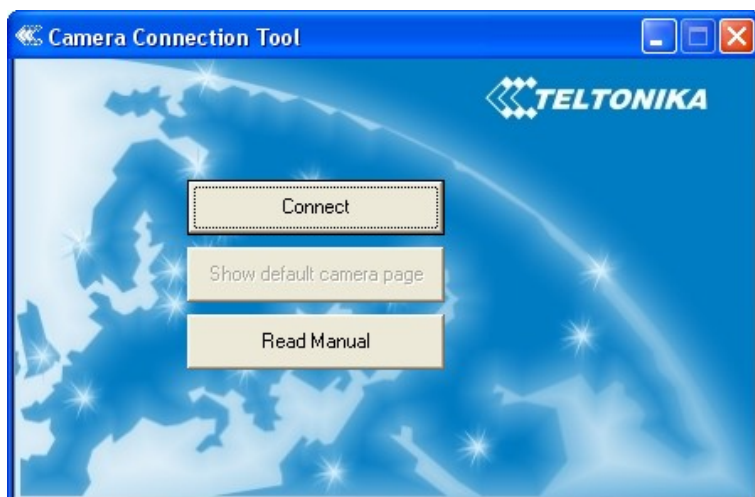 Camera Connection Tool
TELTONIKA
Connect
Show default camera page
Read Manual